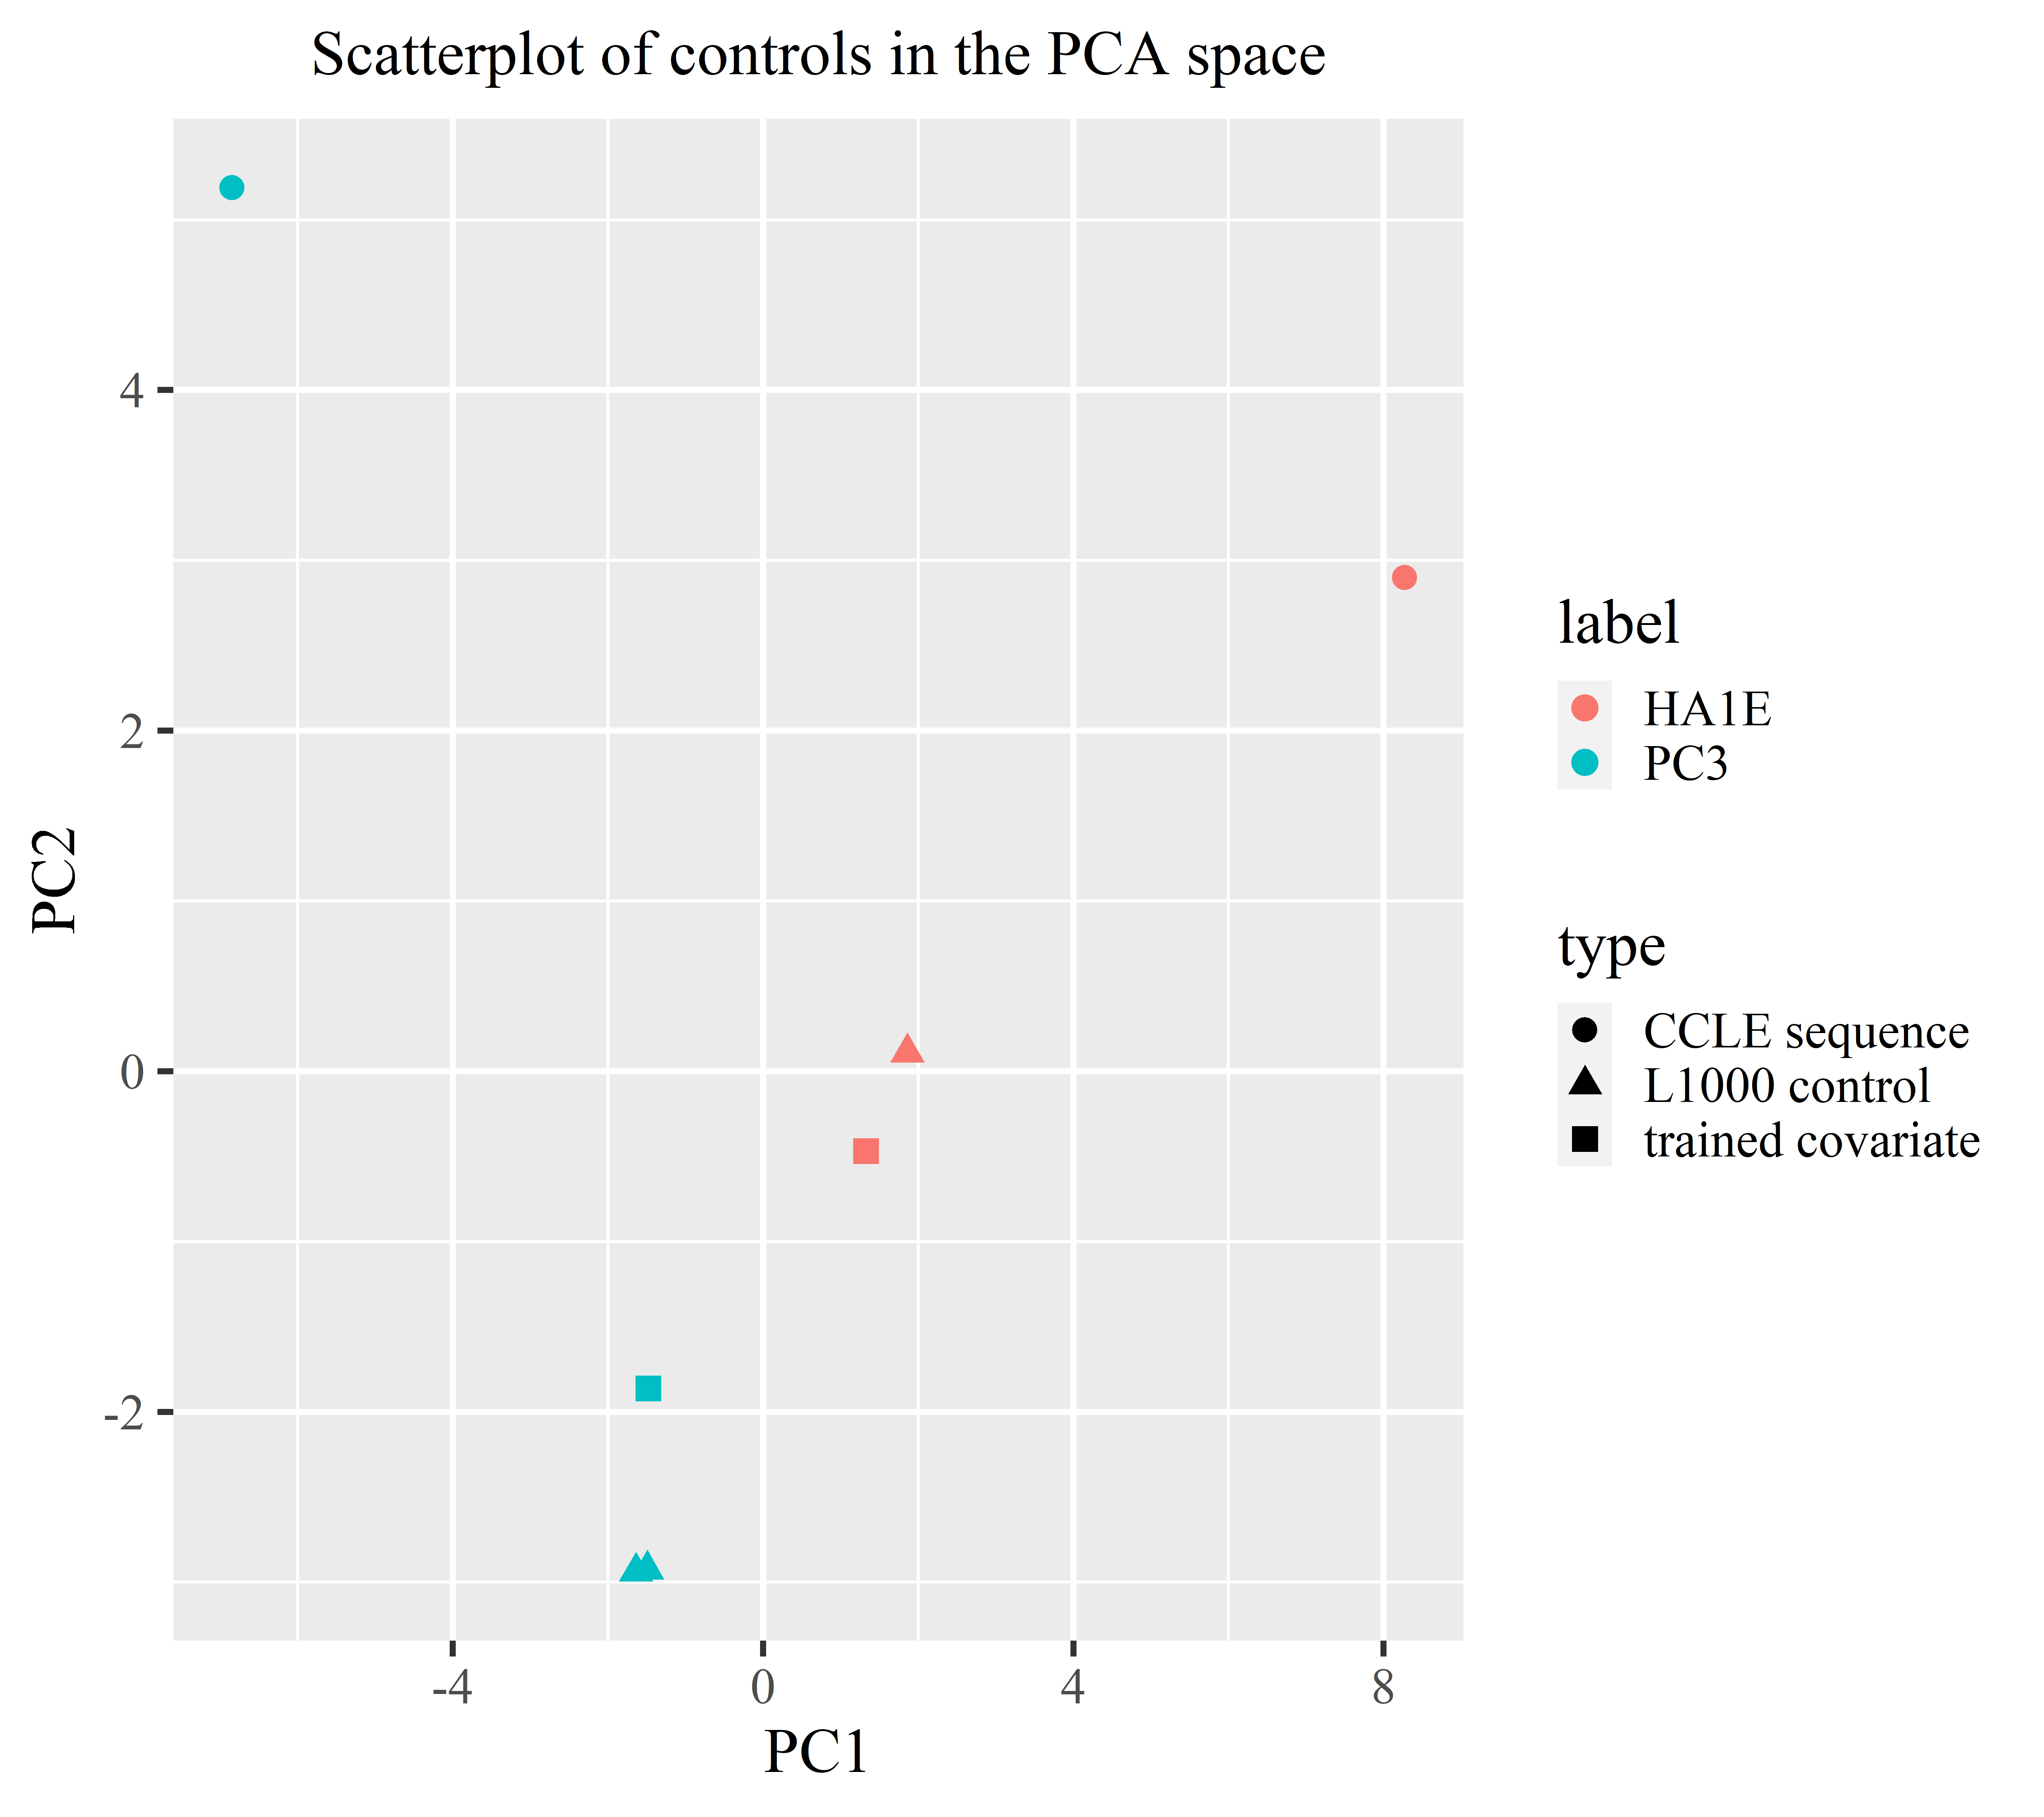 Scatterplot of controls in the PCA space
4
2
0
-2
PC2
-4 0 4 8
PC1
label
HA1E
PC3
type
CCLE sequence
L1000 control
trained covariate